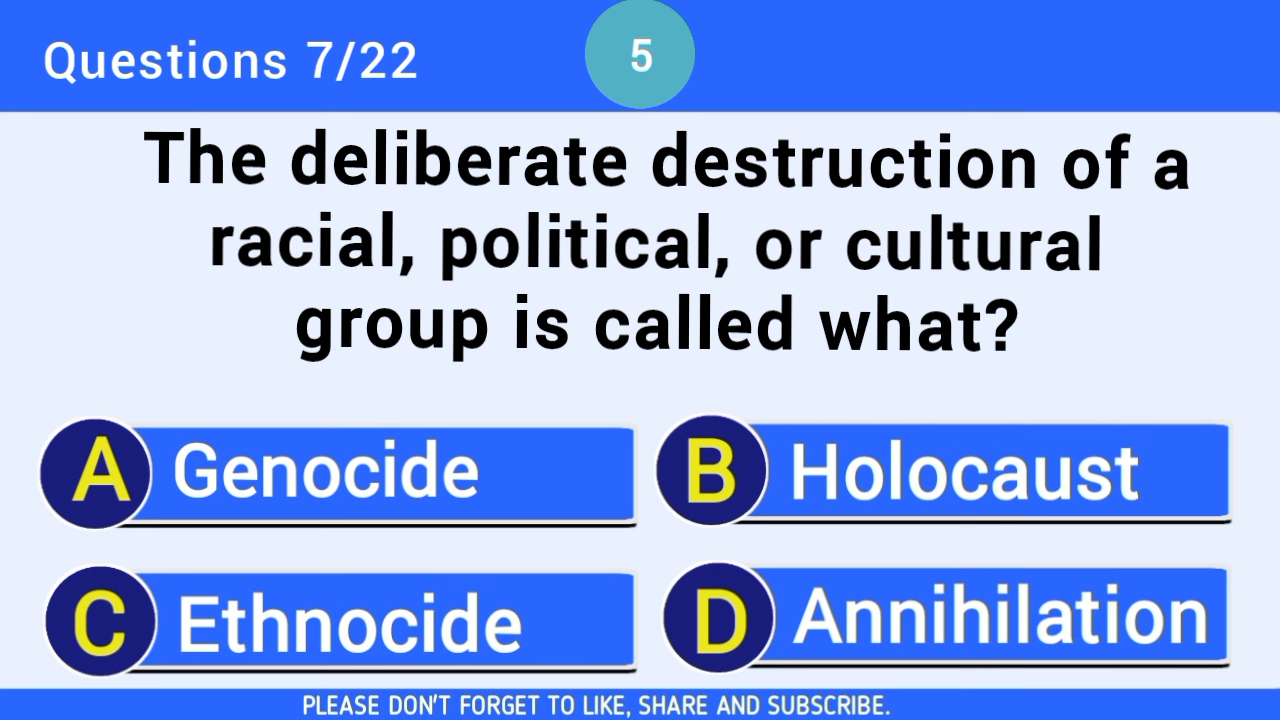 Questions 7/22
5
The deliberate destruction of a
racial, political, or cultural
group is called what?
A Genocide
B Holocaust
C Ethnocide
D Annihilation
PLEASE DON'T FORGET TO LIKE, SHARE AND SUBSCRIBE.